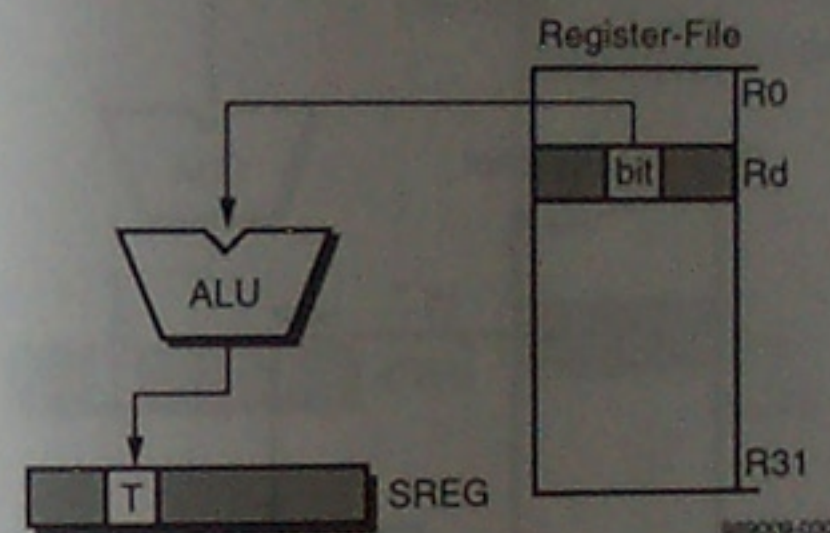 Register-File
R0
bit
Rd
ALU
R31
T
SREG